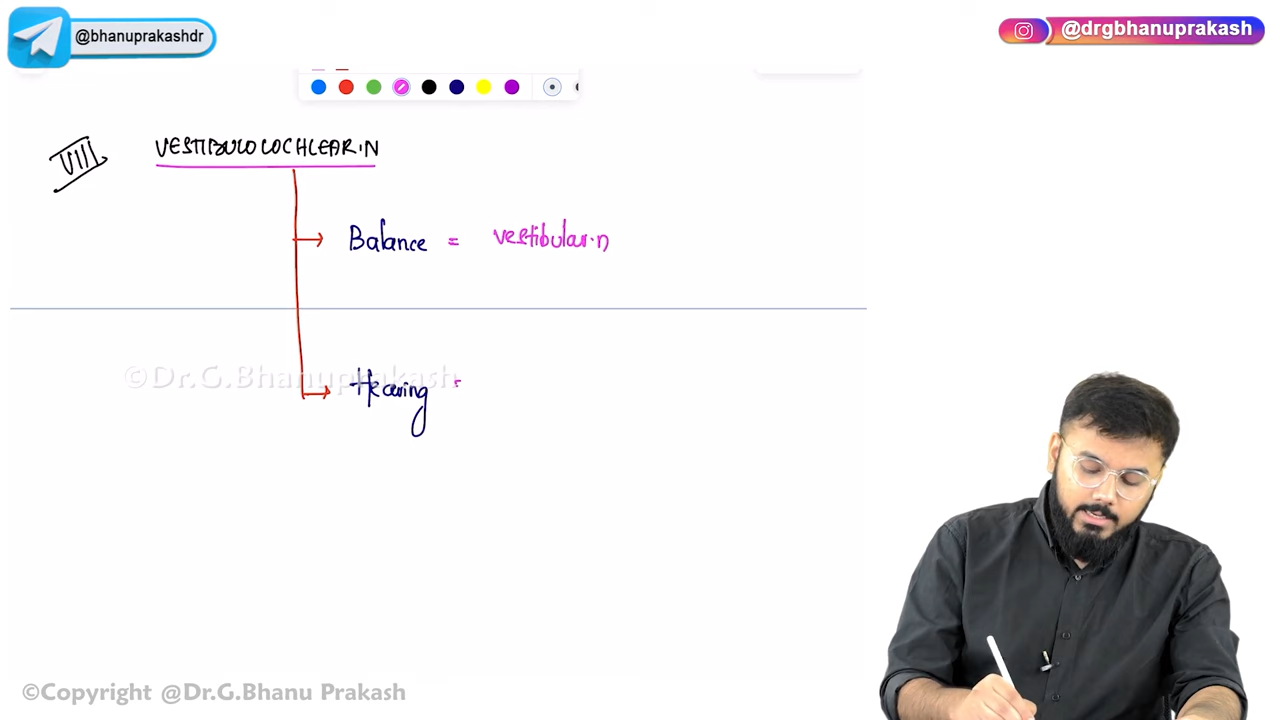 @bhanuprakashdr
@drgbhanuprakash
VIII VESTIBULOCOCHLEAR.N
Balance = vestibular.n
©Dr.G.Bhanuprakash
Hearing =
©Copyright @Dr.G.Bhanu Prakash